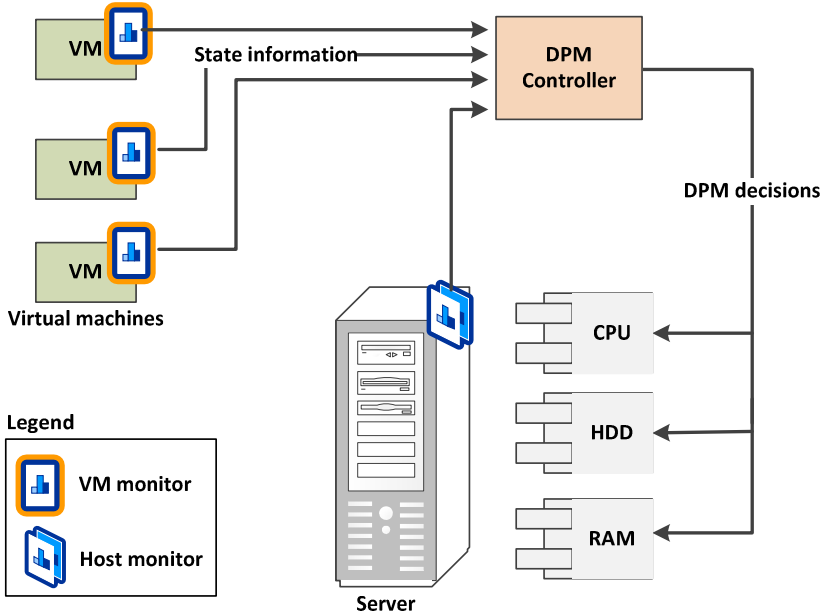 VM
State information
DPM
Controller
VM
DPM decisions
VM
Virtual machines
CPU
HDD
RAM
Legend
VM monitor
Host monitor
Server